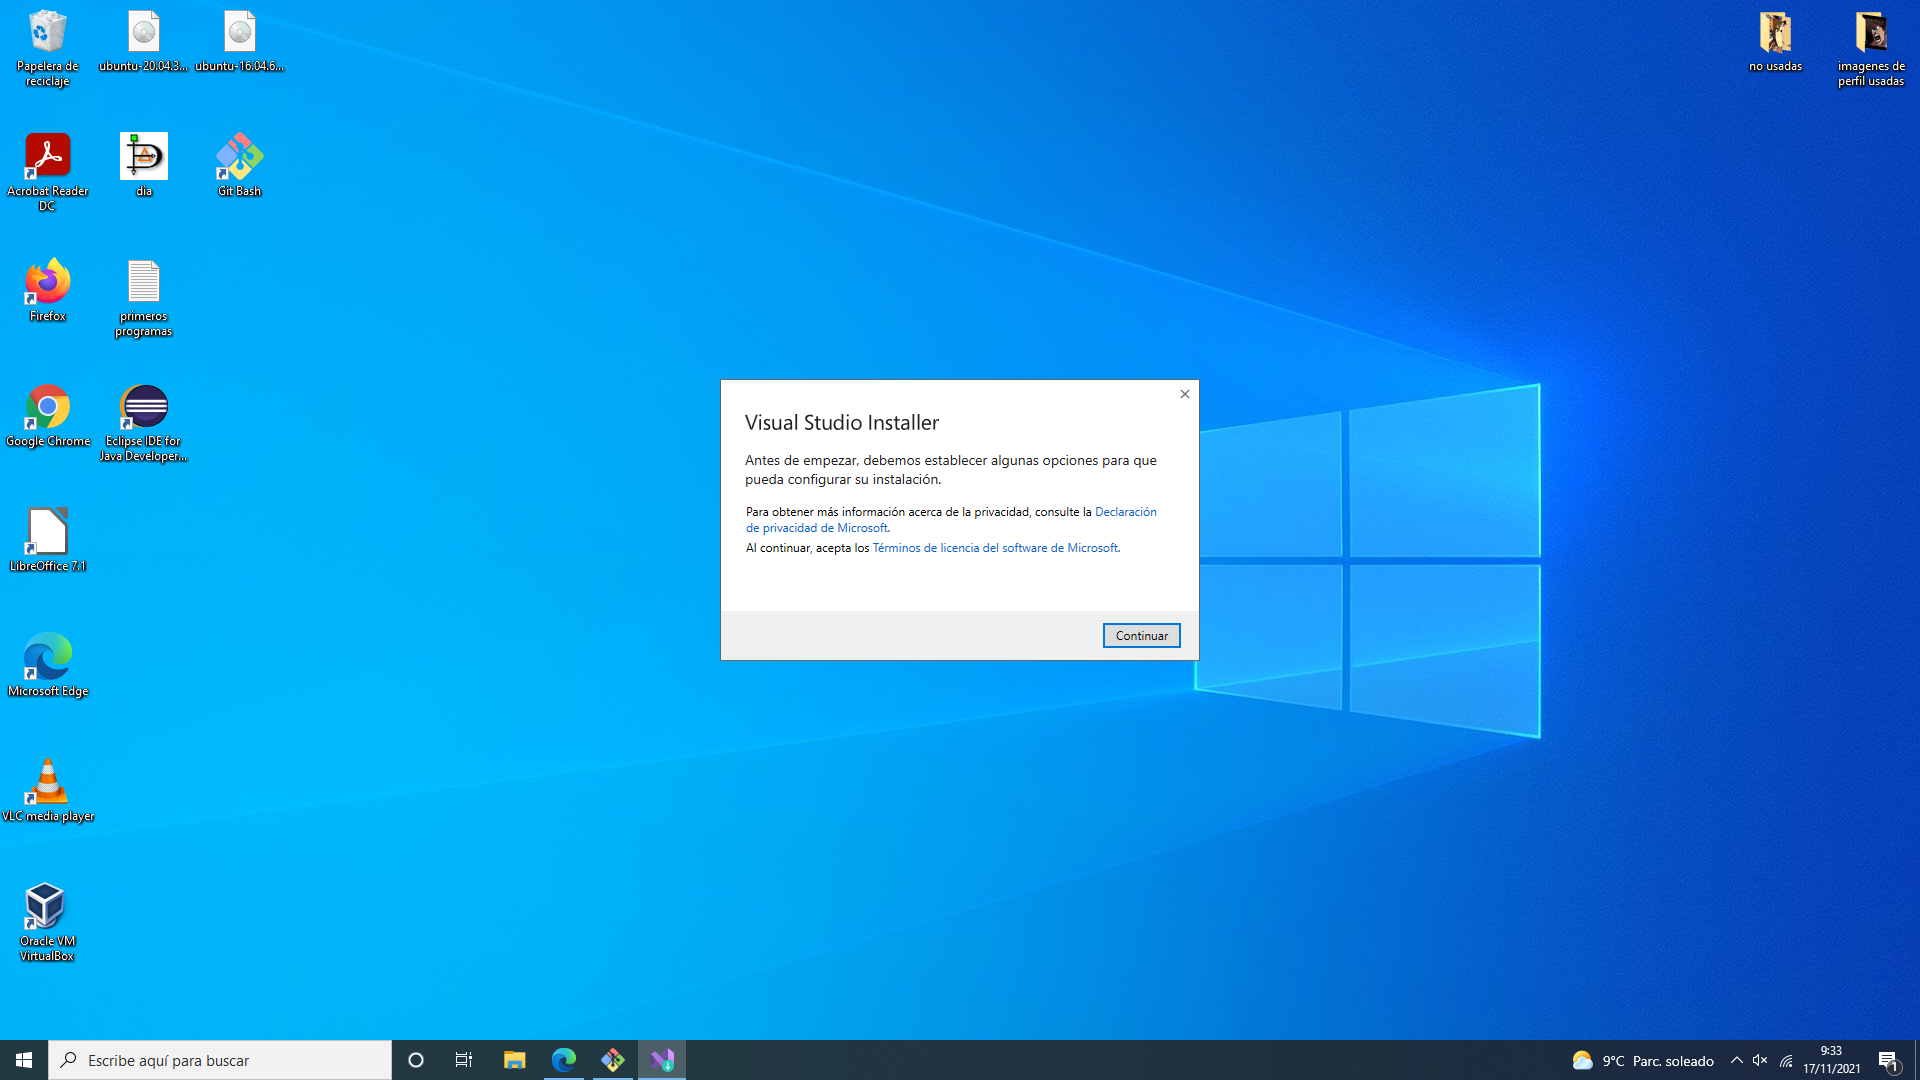 Papelera de
reciclaje
ubuntu-20.04.3...
ubuntu-16.04.6...
no usadas
imagenes de
perfil usadas
Acrobat Reader
DC
dia
Git Bash
Firefox
primeros
programas
Google Chrome
Eclipse IDE for
Java Developer...
LibreOffice 7.1
Microsoft Edge
VLC media player
Oracle VM
VirtualBox
Visual Studio Installer
Antes de empezar, debemos establecer algunas opciones para que
pueda configurar su instalación.
Para obtener más información acerca de la privacidad, consulte la Declaración
de privacidad de Microsoft.
Al continuar, acepta los Términos de licencia del software de Microsoft.
Continuar
Escribe aquí para buscar
9°C Parc. soleado
9:33
17/11/2021
1